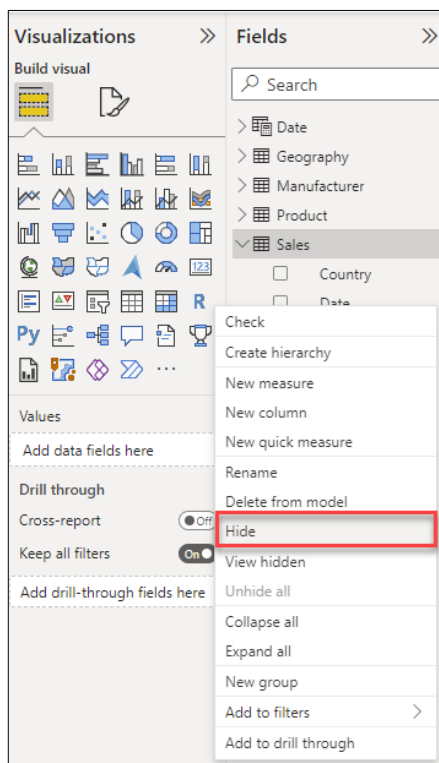 Visualizations
Build visual
123
R
Py
Values
Add data fields here
Drill through
Cross-report
Off
Keep all filters
On
Add drill-through fields here
Fields
Search
Date
Geography
Manufacturer
Product
Sales
Country
Date
Check
Create hierarchy
New measure
New column
New quick measure
Rename
Delete from model
Hide
View hidden
Unhide all
Collapse all
Expand all
New group
Add to filters
Add to drill through